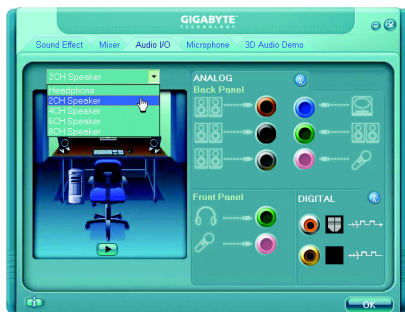 GIGABYTE
TECHNOLOGY
Sound Effect Mixer Audio I/O Microphone 3D Audio Demo
2CH Speaker
Headphone
2CH Speaker
4CH Speaker
6CH Speaker
8CH Speaker
ANALOG
Back Panel
Front Panel
DIGITAL
OK